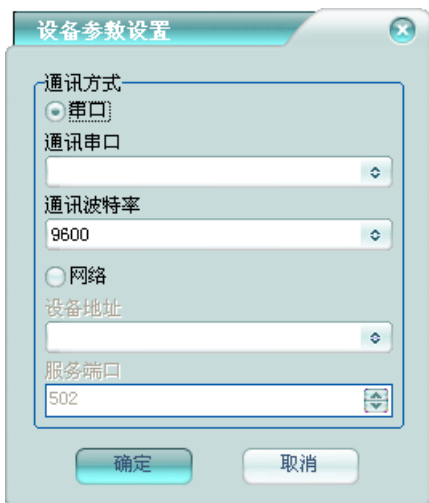 设备参数设置
通讯方式
串口
通讯串口
通讯波特率
9600
网络
设备地址
服务端口
502
确定
取消